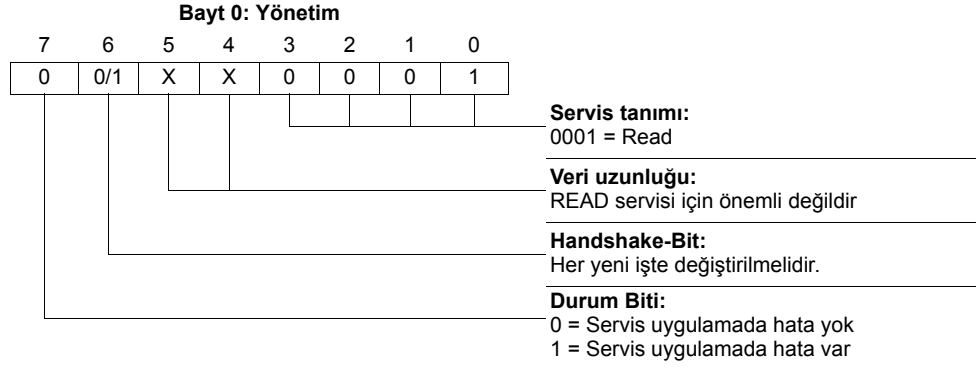 Bayt 0: Yönetim
7 6 5 4 3 2 1 0
0 0/1 X X 0 0 0 1
Servis tanımı:
0001 = Read
Veri uzunluğu:
READ servisi için önemli değildir
Handshake-Bit:
Her yeni işte değiştirilmelidir.
Durum Biti:
0 = Servis uygulamada hata yok
1 = Servis uygulamada hata var